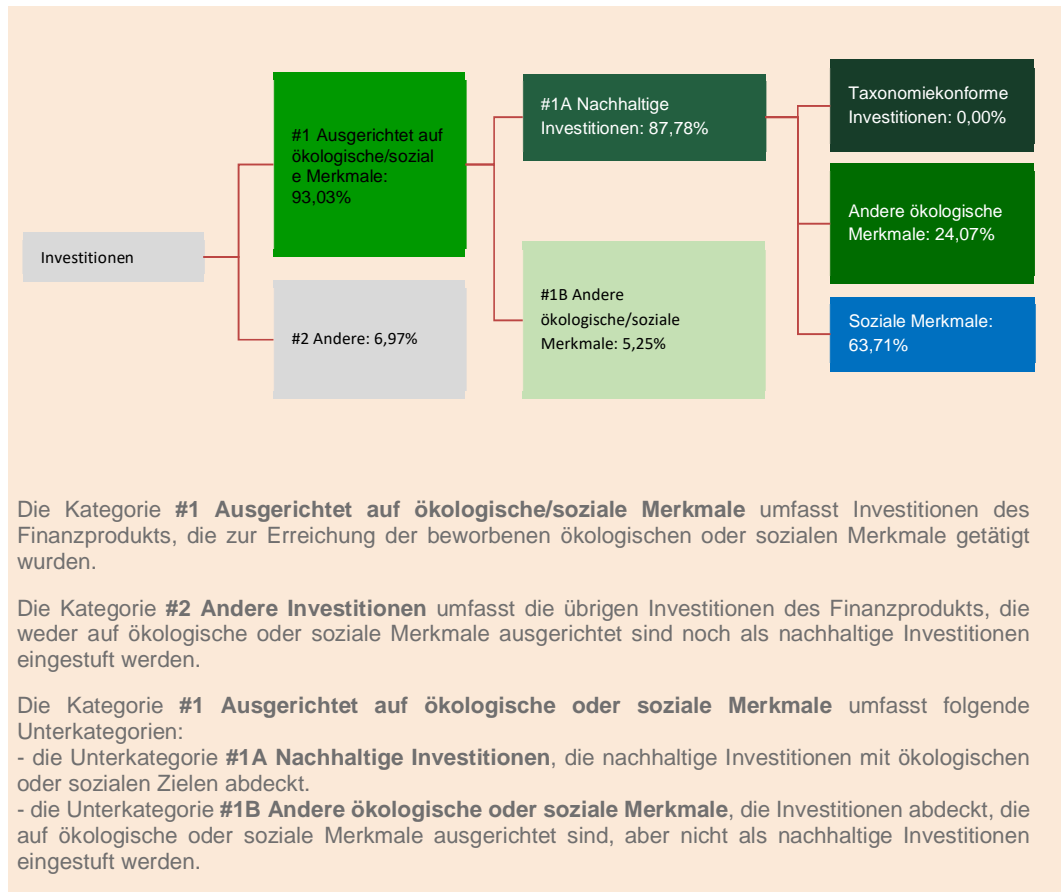 Investitionen
#1 Ausgerichtet auf
ökologische/sozial
e Merkmale:
93,03%
#2 Andere: 6,97%
#1A Nachhaltige
Investitionen: 87,78%
#1B Andere
ökologische/soziale
Merkmale: 5,25%
Taxonomiekonforme
Investitionen: 0,00%
Andere ökologische
Merkmale: 24,07%
Soziale Merkmale:
63,71%
Die Kategorie #1 Ausgerichtet auf ökologische/soziale Merkmale umfasst Investitionen des
Finanzprodukts, die zur Erreichung der beworbenen ökologischen oder sozialen Merkmale getätigt
wurden.
Die Kategorie #2 Andere Investitionen umfasst die übrigen Investitionen des Finanzprodukts, die
weder auf ökologische oder soziale Merkmale ausgerichtet sind noch als nachhaltige Investitionen
eingestuft werden.
Die Kategorie #1 Ausgerichtet auf ökologische oder soziale Merkmale umfasst folgende
Unterkategorien:
- die Unterkategorie #1A Nachhaltige Investitionen, die nachhaltige Investitionen mit ökologischen
oder sozialen Zielen abdeckt.
- die Unterkategorie #1B Andere ökologische oder soziale Merkmale, die Investitionen abdeckt, die
auf ökologische oder soziale Merkmale ausgerichtet sind, aber nicht als nachhaltige Investitionen
eingestuft werden.